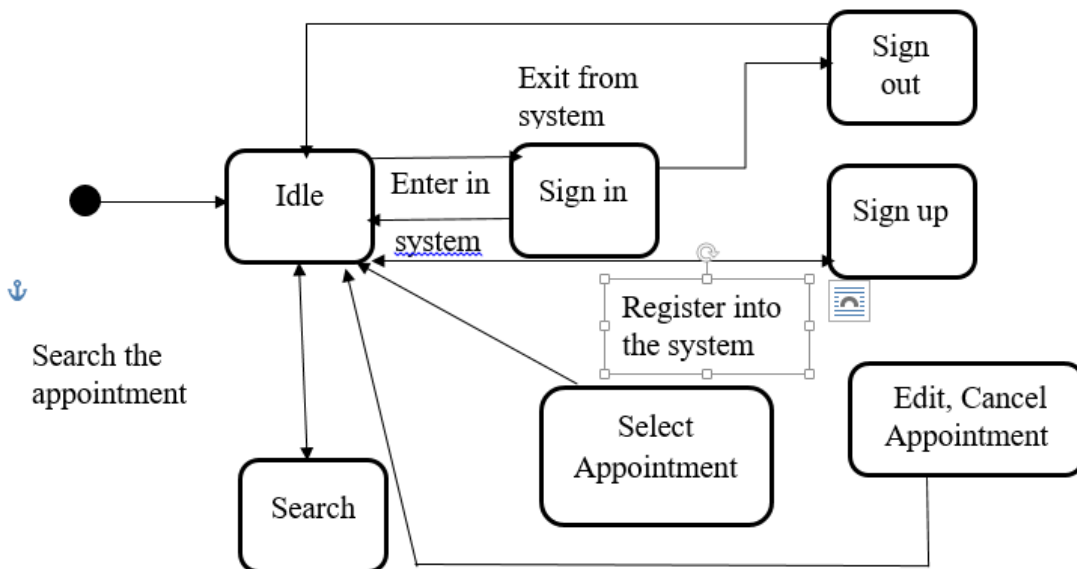 Sign
out
Exit from
system
Idle
Enter in
Sign in
system
Sign up
Register into
the system
Search the
appointment
Select
Appointment
Edit, Cancel
Appointment
Search